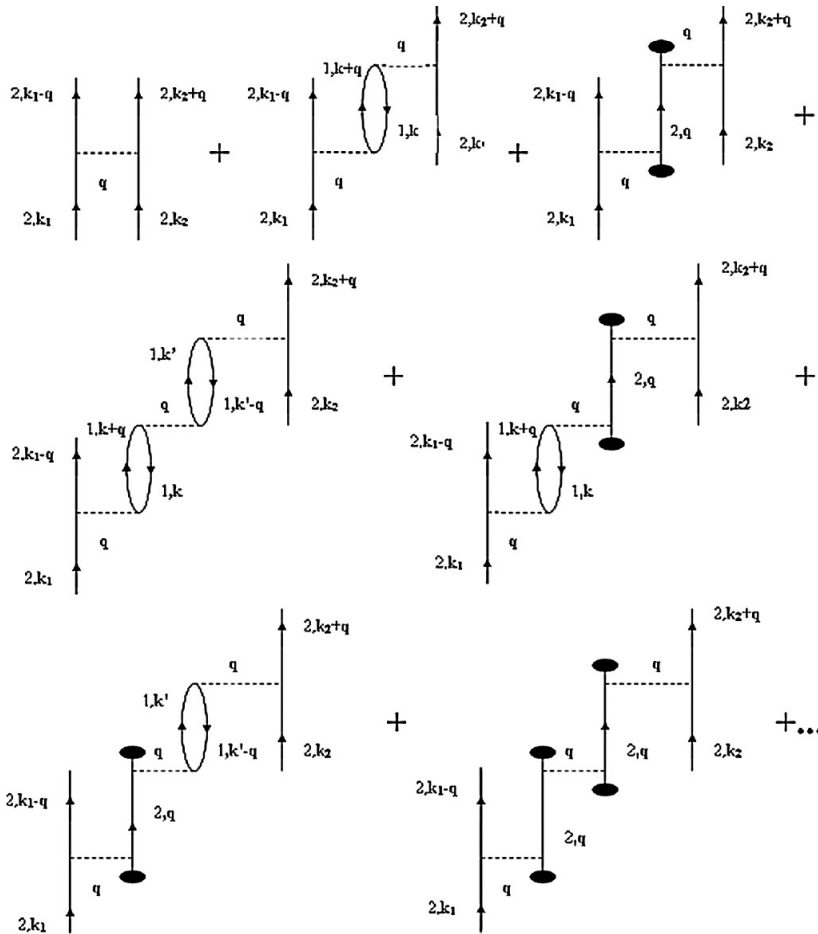 2,k₁-q
2,k₂+q
q
2,k₁
2,k₂
+
2,k₂+q
q
1,k+q
2,k₁-q
1,k
2,k'
q
2,k₁
+
2,k₂+q
q
2,k₁-q
2,q
2,k₂
q
2,k₁
+
2,k₂+q
q
1,k'
1,k'-q
2,k₂
q
1,k+q
2,k₁-q
1,k
q
2,k₁
+
2,k₂+q
q
2,q
2,k2
q
1,k+q
2,k₁-q
1,k
q
2,k₁
+
2,k₂+q
q
1,k'
1,k'-q
2,k₂
q
2,k₁-q
2,q
q
2,k₁
+
2,k₂+q
q
2,q
2,k₂
q
2,k₁-q
2,q
q
2,k₁
+...